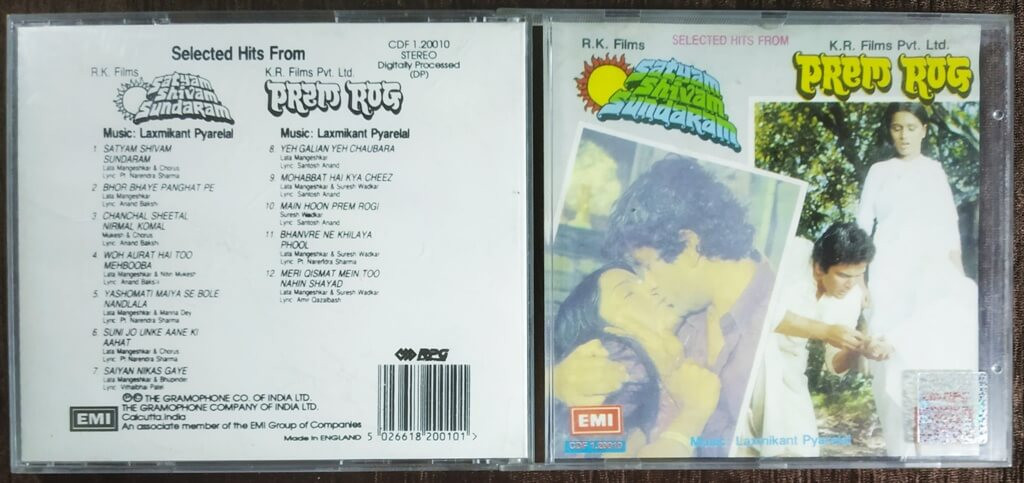 Selected Hits From
CDF 1.20010
STEREO
Digitally Processed
(DP)
R.K. Films
Satyam
Shivam
Sundaram
Music: Laxmikant Pyarelal
1 SATYAM SHIVAM
SUNDARAM
Lata Mangeshkar & Chorus
Lyric: Pt. Narendra Sharma
2 BHOR BHAYE PANGHAT PE
Lata Mangeshkar
Lyric: Anand Bakshi
3 CHANCHAL SHEETAL
NIRMAL KOMAL
Mukesh & Chorus
Lyric: Anand Bakshi
4 WOH AURAT HAI TOO
MEHBOOBA
Lata Mangeshkar & Nitin Mukesh
Lyric: Anand Bakshi
5 YASHOMATI MAIYA SE BOLE
NANDLALA
Lata Mangeshkar & Manna Dey
Lyric: Pt. Narendra Sharma
6 SUNI JO UNKE AANE KI
AAHAT
Lata Mangeshkar & Chorus
Lyric: Pt. Narendra Sharma
7 SAIYAN NIKAS GAYE
Lata Mangeshkar & Bhupinder
Lyric: Vithalbhai Patel
K.R. Films Pvt. Ltd.
Prem Rog
Music: Laxmikant Pyarelal
8. YEH GALIAN YEH CHAUBARA
Lata Mangeshkar
Lyric: Santosh Anand
9. MOHABBAT HAI KYA CHEEZ
Lata Mangeshkar & Suresh Wadkar
Lyric: Santosh Anand
10. MAIN HOON PREM ROGI
Suresh Wadkar
Lyric: Santosh Anand
11 BHANVRE NE KHILAYA
PHOOL
Lata Mangeshkar & Suresh Wadkar
Lyric: Pt. Narendra Sharma
12. MERI QISMAT MEIN TOO
NAHIN SHAYAD
Lata Mangeshkar & Suresh Wadkar
Lyric: Amir Qazalbash
RPG
EMI
℗© THE GRAMOPHONE CO. OF INDIA LTD.
THE GRAMOPHONE COMPANY OF INDIA LTD.
Calcutta, India
An associate member of the EMI Group of Companies
Made in ENGLAND
5 026618 200101 >
R.K. Films
SELECTED HITS FROM
K.R. Films Pvt. Ltd.
Satyam
Shivam
Sundaram
Prem Rog
EMI
CDF 1.20010
Music: Laxmikant Pyarelal